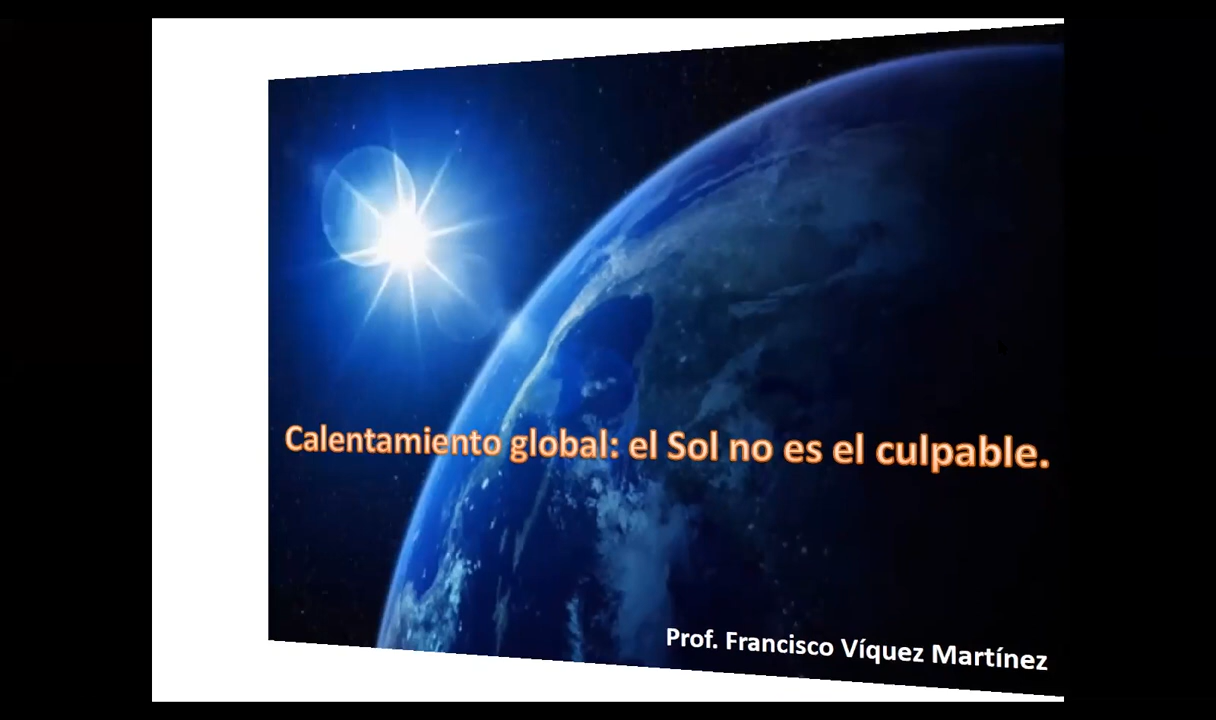 Calentamiento global: el Sol no es el culpable.
Prof. Francisco Víquez Martínez